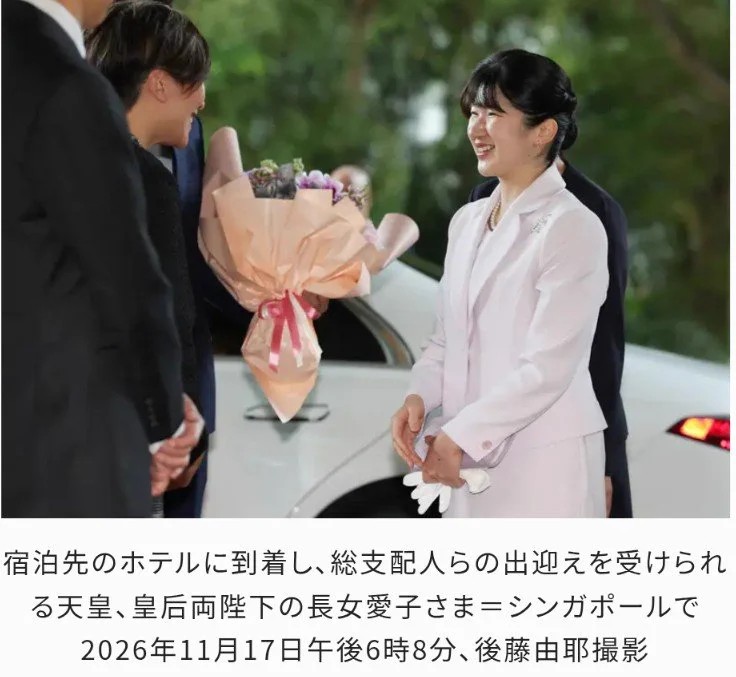 宿泊先のホテルに到着し、総支配人らの出迎えを受けられ
る天皇、皇后両陛下の長女愛子さま＝シンガポールで
2026年11月17日午後6時8分、後藤由耶撮影